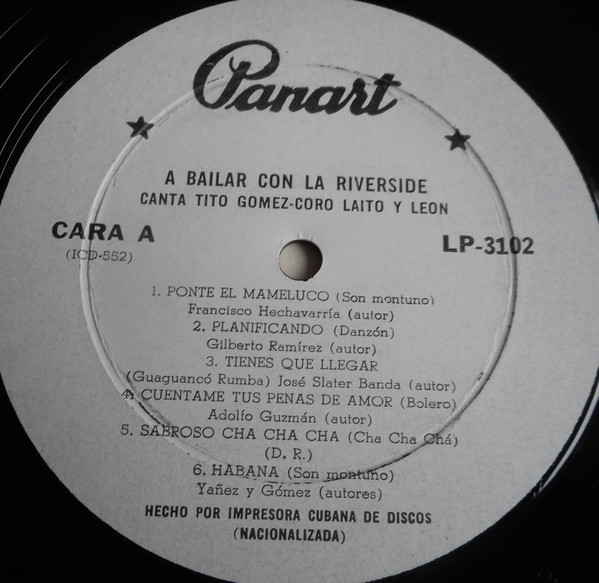 Panart
A BAILAR CON LA RIVERSIDE
CANTA TITO GOMEZ-CORO LAITO Y LEON
CARA A
(ICD-552)
LP-3102
1. PONTE EL MAMELUCO (Son montuno)
Francisco Hechavarría (autor)
2. PLANIFICANDO (Danzón)
Gilberto Ramírez (autor)
3. TIENES QUE LLEGAR
(Guaguancó Rumba) José Slater Banda (autor)
4. CUENTAME TUS PENAS DE AMOR (Bolero)
Adolfo Guzmán (autor)
5. SABROSO CHA CHA CHA (Cha Cha Chá)
(D. R.)
6. HABANA (Son montuno)
Yañez y Gómez (autores)
HECHO POR IMPRESORA CUBANA DE DISCOS
(NACIONALIZADA)